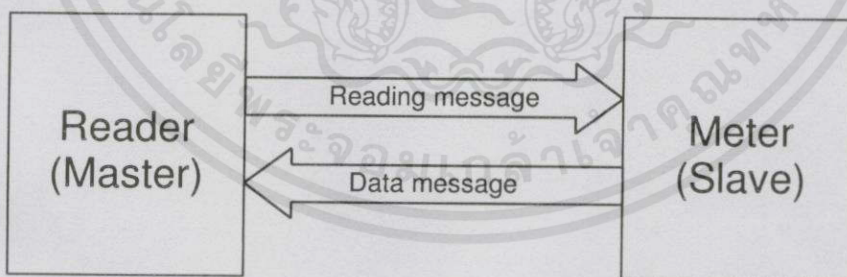 Reader
(Master)
Reading message
Data message
Meter
(Slave)